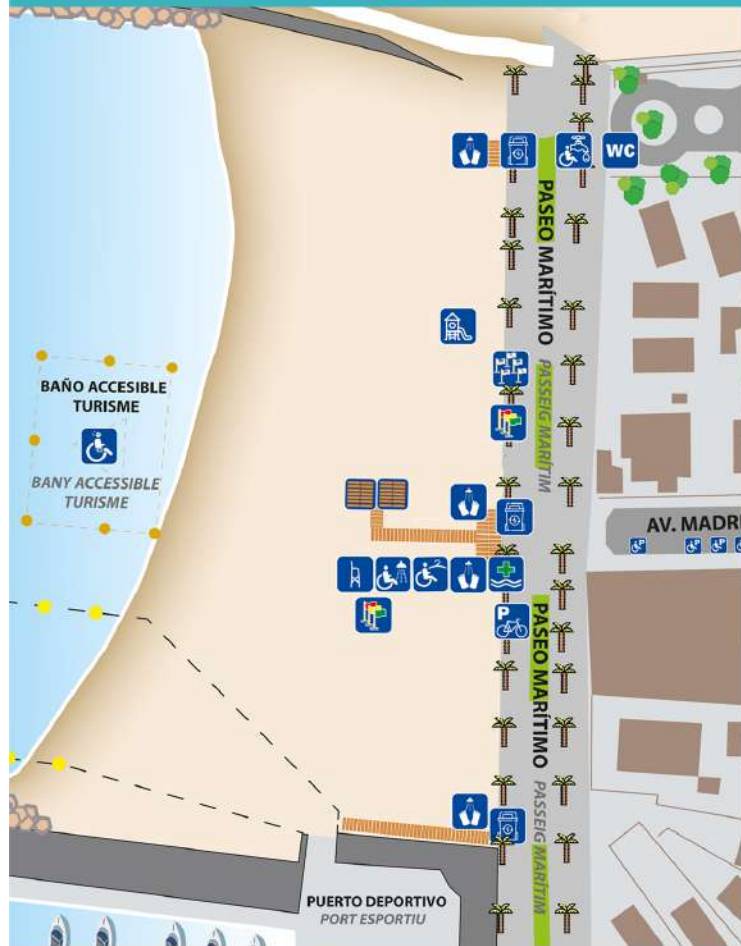 WC
PASEO MARÍTIMO
PASSEIG MARÍTIM
BAÑO ACCESIBLE
TURISME
BANY ACCESSIBLE
TURISME
AV. MADRI
P
P
P
P
PASEO MARÍTIMO
PASSEIG MARÍTIM
PUERTO DEPORTIVO
PORT ESPORTIU